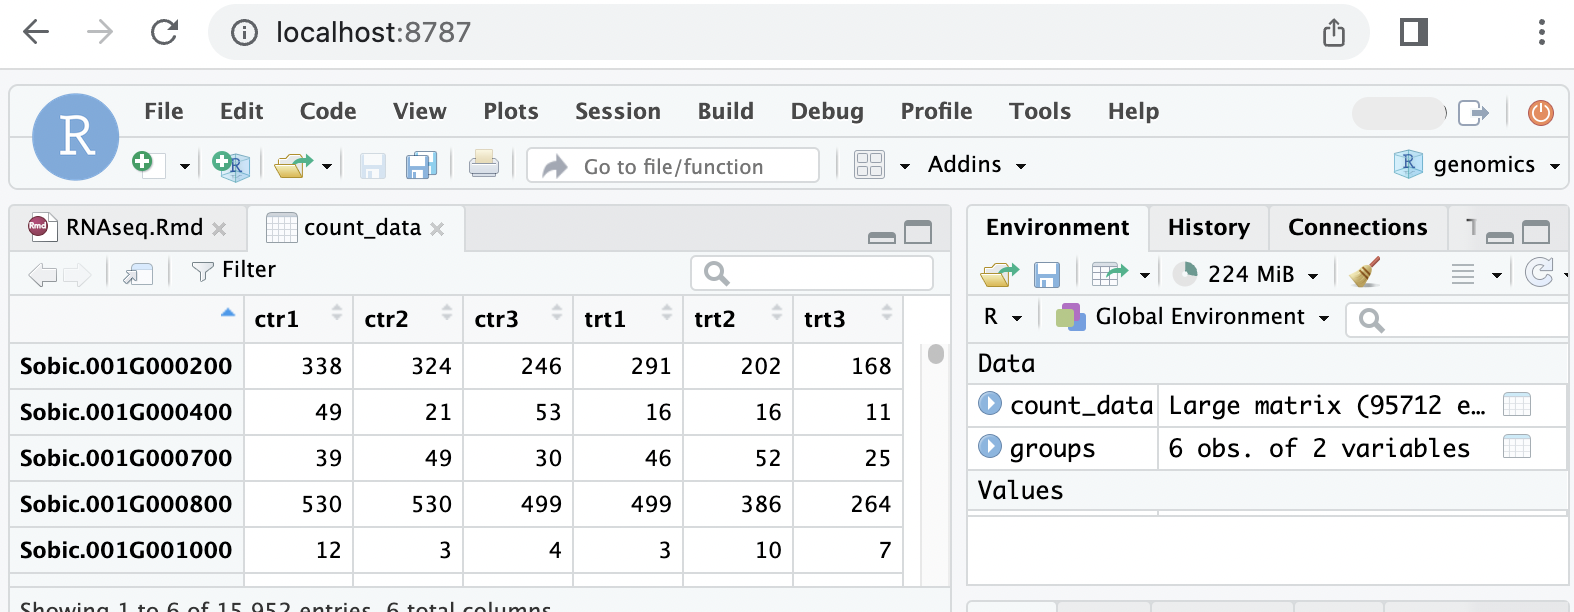 localhost:8787
R File Edit Code View Plots Session Build Debug Profile Tools Help
R Go to file/function Addins R genomics
Rmd RNAseq.Rmd count_data
Filter
ctr1 ctr2 ctr3 trt1 trt2 trt3
Sobic.001G000200 338 324 246 291 202 168
Sobic.001G000400 49 21 53 16 16 11
Sobic.001G000700 39 49 30 46 52 25
Sobic.001G000800 530 530 499 499 386 264
Sobic.001G001000 12 3 4 3 10 7
Showing 1 to 6 of 15,952 entries, 6 total columns
Environment History Connections
224 MiB
R Global Environment
Data
count_data Large matrix (95712 e…
groups 6 obs. of 2 variables
Values